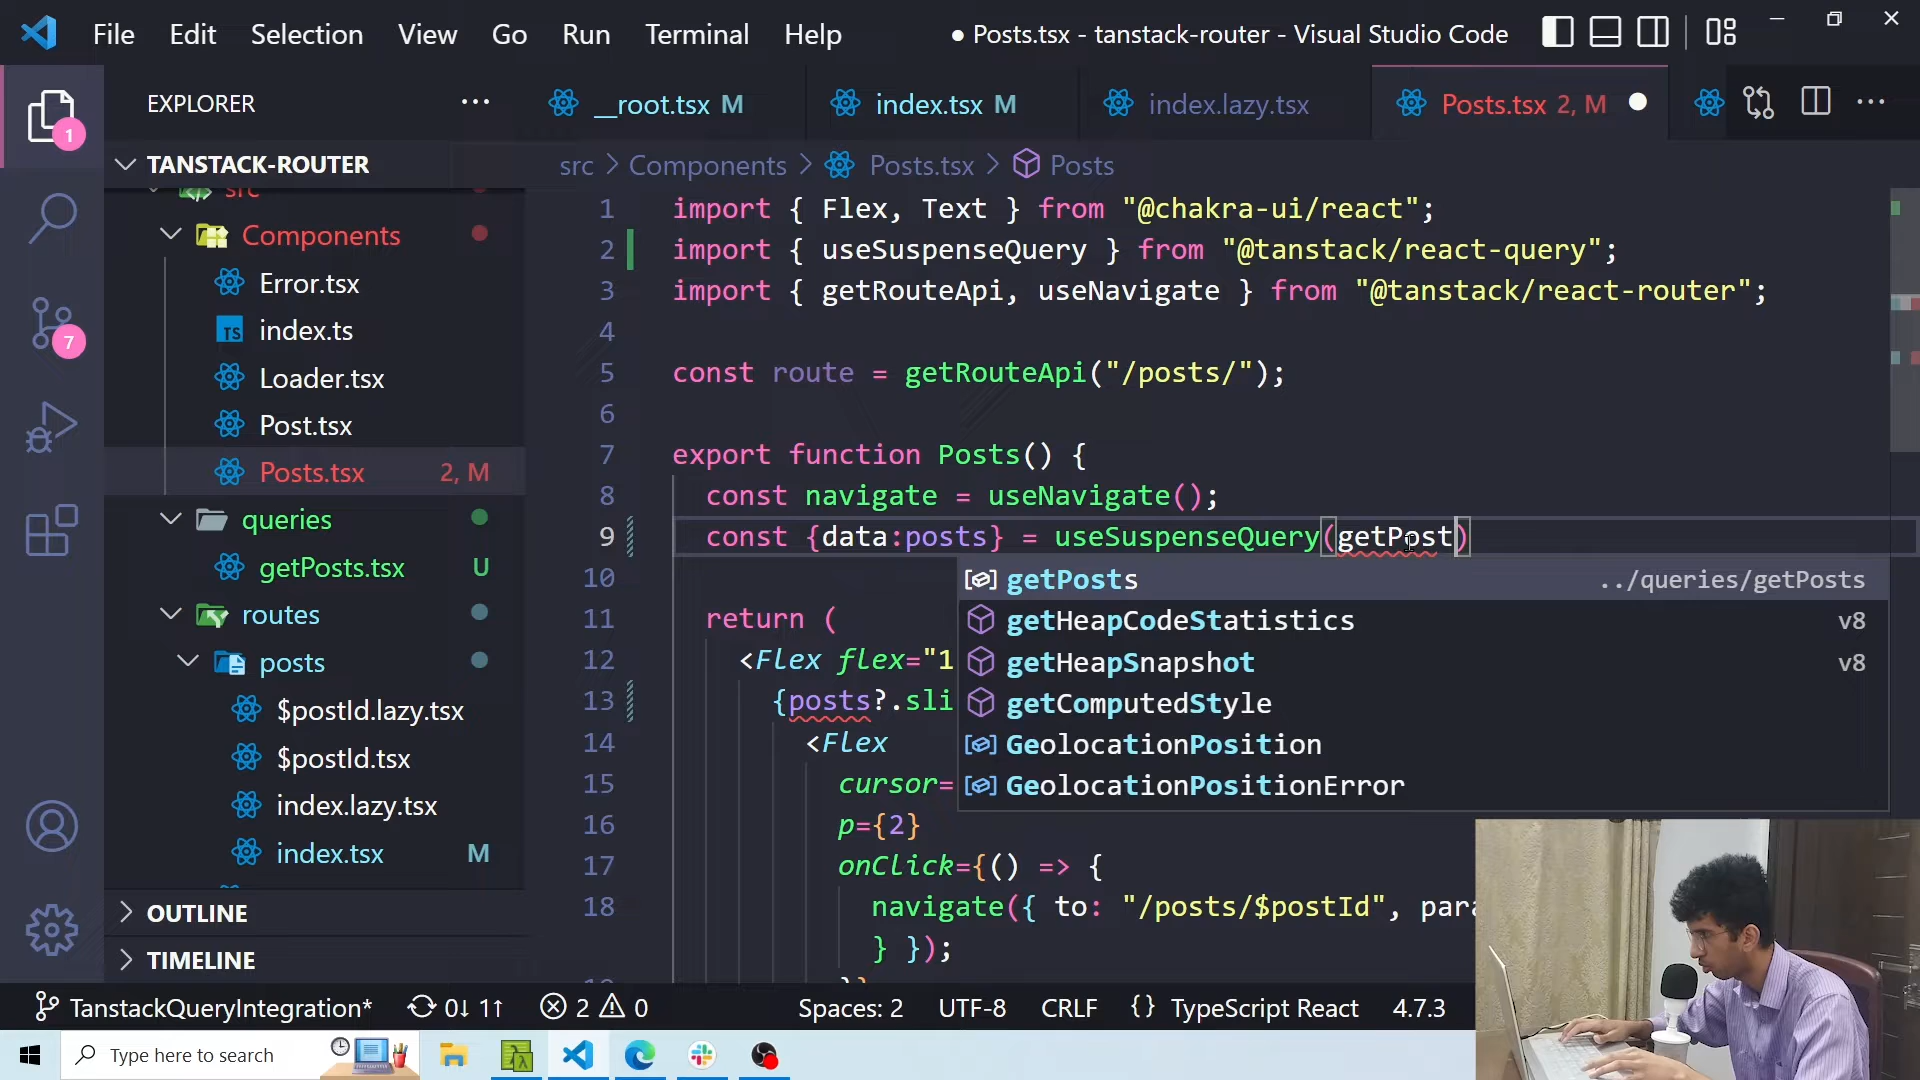 File Edit Selection View Go Run Terminal Help
● Posts.tsx - tanstack-router - Visual Studio Code
EXPLORER
TANSTACK-ROUTER
src
Components
Error.tsx
index.ts
Loader.tsx
Post.tsx
Posts.tsx 2, M
queries
getPosts.tsx U
routes
posts
$postId.lazy.tsx
$postId.tsx
index.lazy.tsx
index.tsx M
OUTLINE
TIMELINE
1
7
TS
__root.tsx M
index.tsx M
index.lazy.tsx
Posts.tsx 2, M
src > Components > Posts.tsx > Posts
1 import { Flex, Text } from "@chakra-ui/react";
2 import { useSuspenseQuery } from "@tanstack/react-query";
3 import { getRouteApi, useNavigate } from "@tanstack/react-router";
4
5 const route = getRouteApi("/posts/");
6
7 export function Posts() {
8 const navigate = useNavigate();
9 const {data:posts} = useSuspenseQuery(getPost)
10
11 return (
12 <Flex flex="1
13 {posts?.sli
14 <Flex
15 cursor=
16 p={2}
17 onClick={() => {
18 navigate({ to: "/posts/$postId", para
} });
getPosts ../queries/getPosts
getHeapCodeStatistics v8
getHeapSnapshot v8
getComputedStyle
GeolocationPosition
GeolocationPositionError
TanstackQueryIntegration* 0↓ 1↑ 2 0 Spaces: 2 UTF-8 CRLF {} TypeScript React 4.7.3
Type here to search